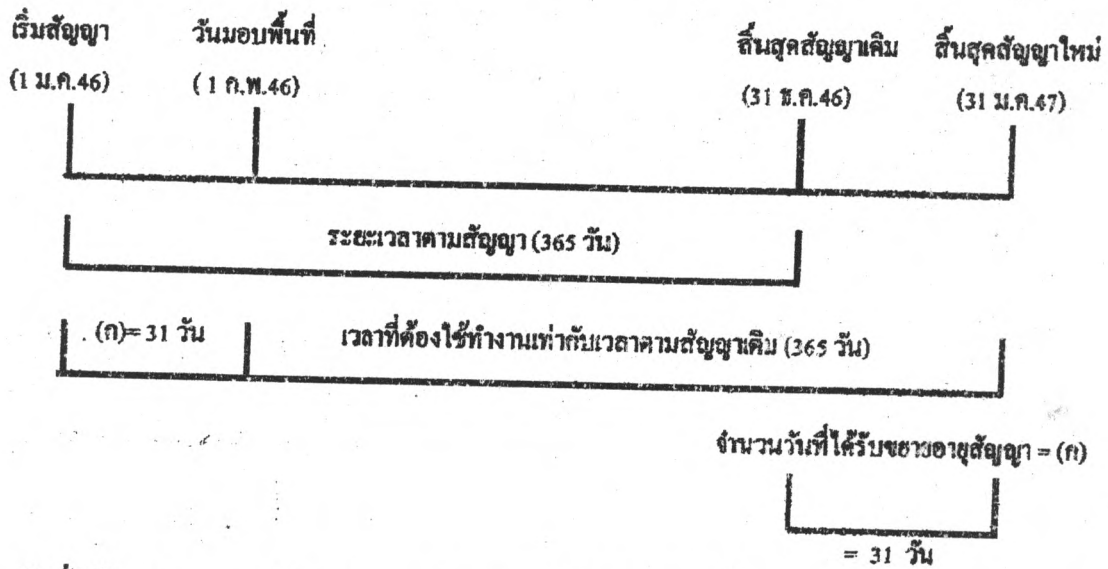 เริ่มสัญญา วันมอบพื้นที่ สิ้นสุดสัญญาเดิม สิ้นสุดสัญญาใหม่
(1 ม.ค.46) (1 ก.พ.46) (31 ธ.ค.46) (31 ม.ค.47)
ระยะเวลาตามสัญญา (365 วัน)
(ก)= 31 วัน เวลาที่ต้องใช้ทำงานเท่ากับเวลาตามสัญญาเดิม (365 วัน)
จำนวนวันที่ได้รับขยายอายุสัญญา = (ก)
= 31 วัน